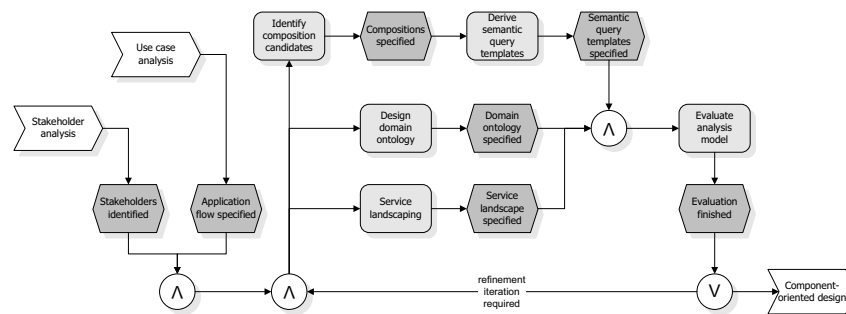 Identify
composition
candidates
Compositions
specified
Derive
semantic
query
templates
Semantic
query
templates
specified
Use case
analysis
Stakeholder
analysis
Design
domain
ontology
Domain
ontology
specified
Λ
Evaluate
analysis
model
Stakeholders
identified
Application
flow specified
Service
landscaping
Service
landscape
specified
Evaluation
finished
Λ
Λ
refinement
iteration
required
V
Component-
oriented design